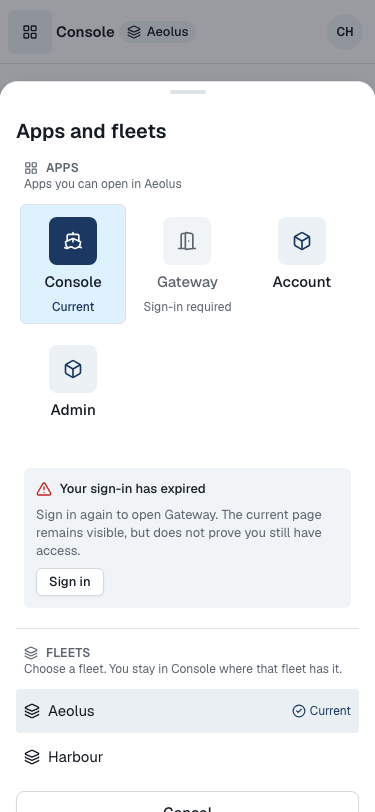 Console Aeolus CH
Apps and fleets
APPS
Apps you can open in Aeolus
Console Gateway Account
Current Sign-in required
Admin
Your sign-in has expired
Sign in again to open Gateway. The current page
remains visible, but does not prove you still have
access.
Sign in
FLEETS
Choose a fleet. You stay in Console where that fleet has it.
Aeolus Current
Harbour
Cancel